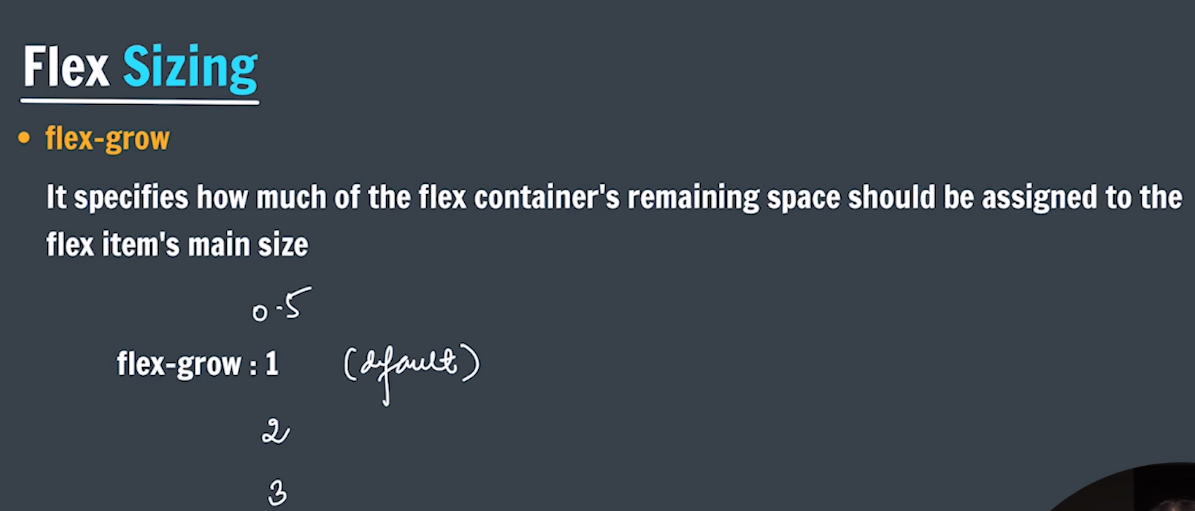 Flex Sizing
• flex-grow
It specifies how much of the flex container's remaining space should be assigned to the
flex item's main size
0.5
flex-grow : 1 (default)
2
3